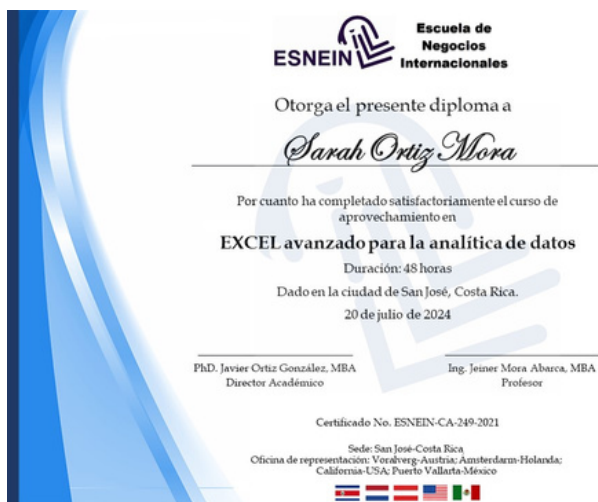 ESNEIN
Escuela de
Negocios
Internacionales
Otorga el presente diploma a
Sarah Ortiz Mora
Por cuanto ha completado satisfactoriamente el curso de
aprovechamiento en
EXCEL avanzado para la analítica de datos
Duración: 48 horas
Dado en la ciudad de San José, Costa Rica.
20 de julio de 2024
PhD. Javier Ortiz González, MBA
Director Académico
Ing. Jeiner Mora Abarca, MBA
Profesor
Certificado No. ESNEIN-CA-249-2021
Sede: San José-Costa Rica
Oficina de representación: Voralverg-Austria; Amsterdarm-Holanda;
California-USA; Puerto Vallarta-México